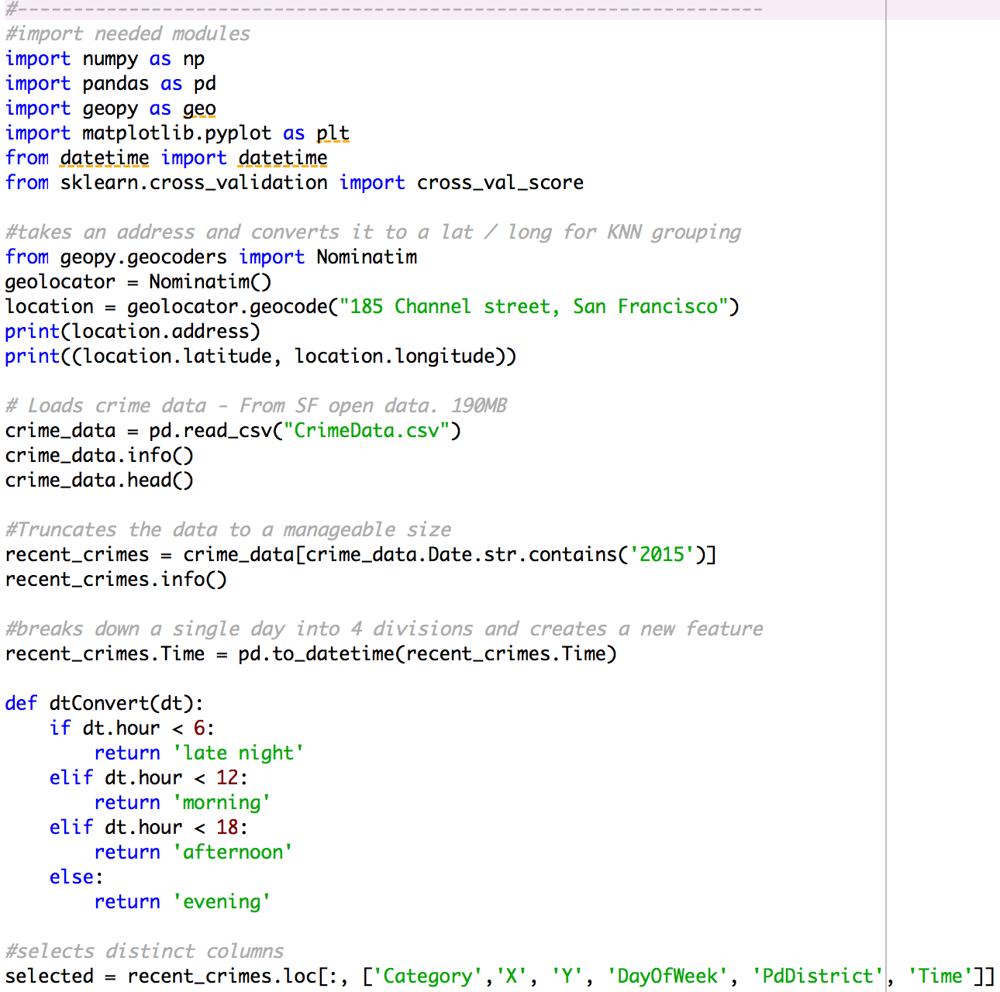 #-------------------------------------------------------------------
#import needed modules
import numpy as np
import pandas as pd
import geopy as geo
import matplotlib.pyplot as plt
from datetime import datetime
from sklearn.cross_validation import cross_val_score

#takes an address and converts it to a lat / long for KNN grouping
from geopy.geocoders import Nominatim
geolocator = Nominatim()
location = geolocator.geocode("185 Channel street, San Francisco")
print(location.address)
print((location.latitude, location.longitude))

# Loads crime data - From SF open data. 190MB
crime_data = pd.read_csv("CrimeData.csv")
crime_data.info()
crime_data.head()

#Truncates the data to a manageable size
recent_crimes = crime_data[crime_data.Date.str.contains('2015')]
recent_crimes.info()

#breaks down a single day into 4 divisions and creates a new feature
recent_crimes.Time = pd.to_datetime(recent_crimes.Time)

def dtConvert(dt):
    if dt.hour < 6:
        return 'late night'
    elif dt.hour < 12:
        return 'morning'
    elif dt.hour < 18:
        return 'afternoon'
    else:
        return 'evening'

#selects distinct columns
selected = recent_crimes.loc[:, ['Category','X', 'Y', 'DayOfWeek', 'PdDistrict', 'Time']]